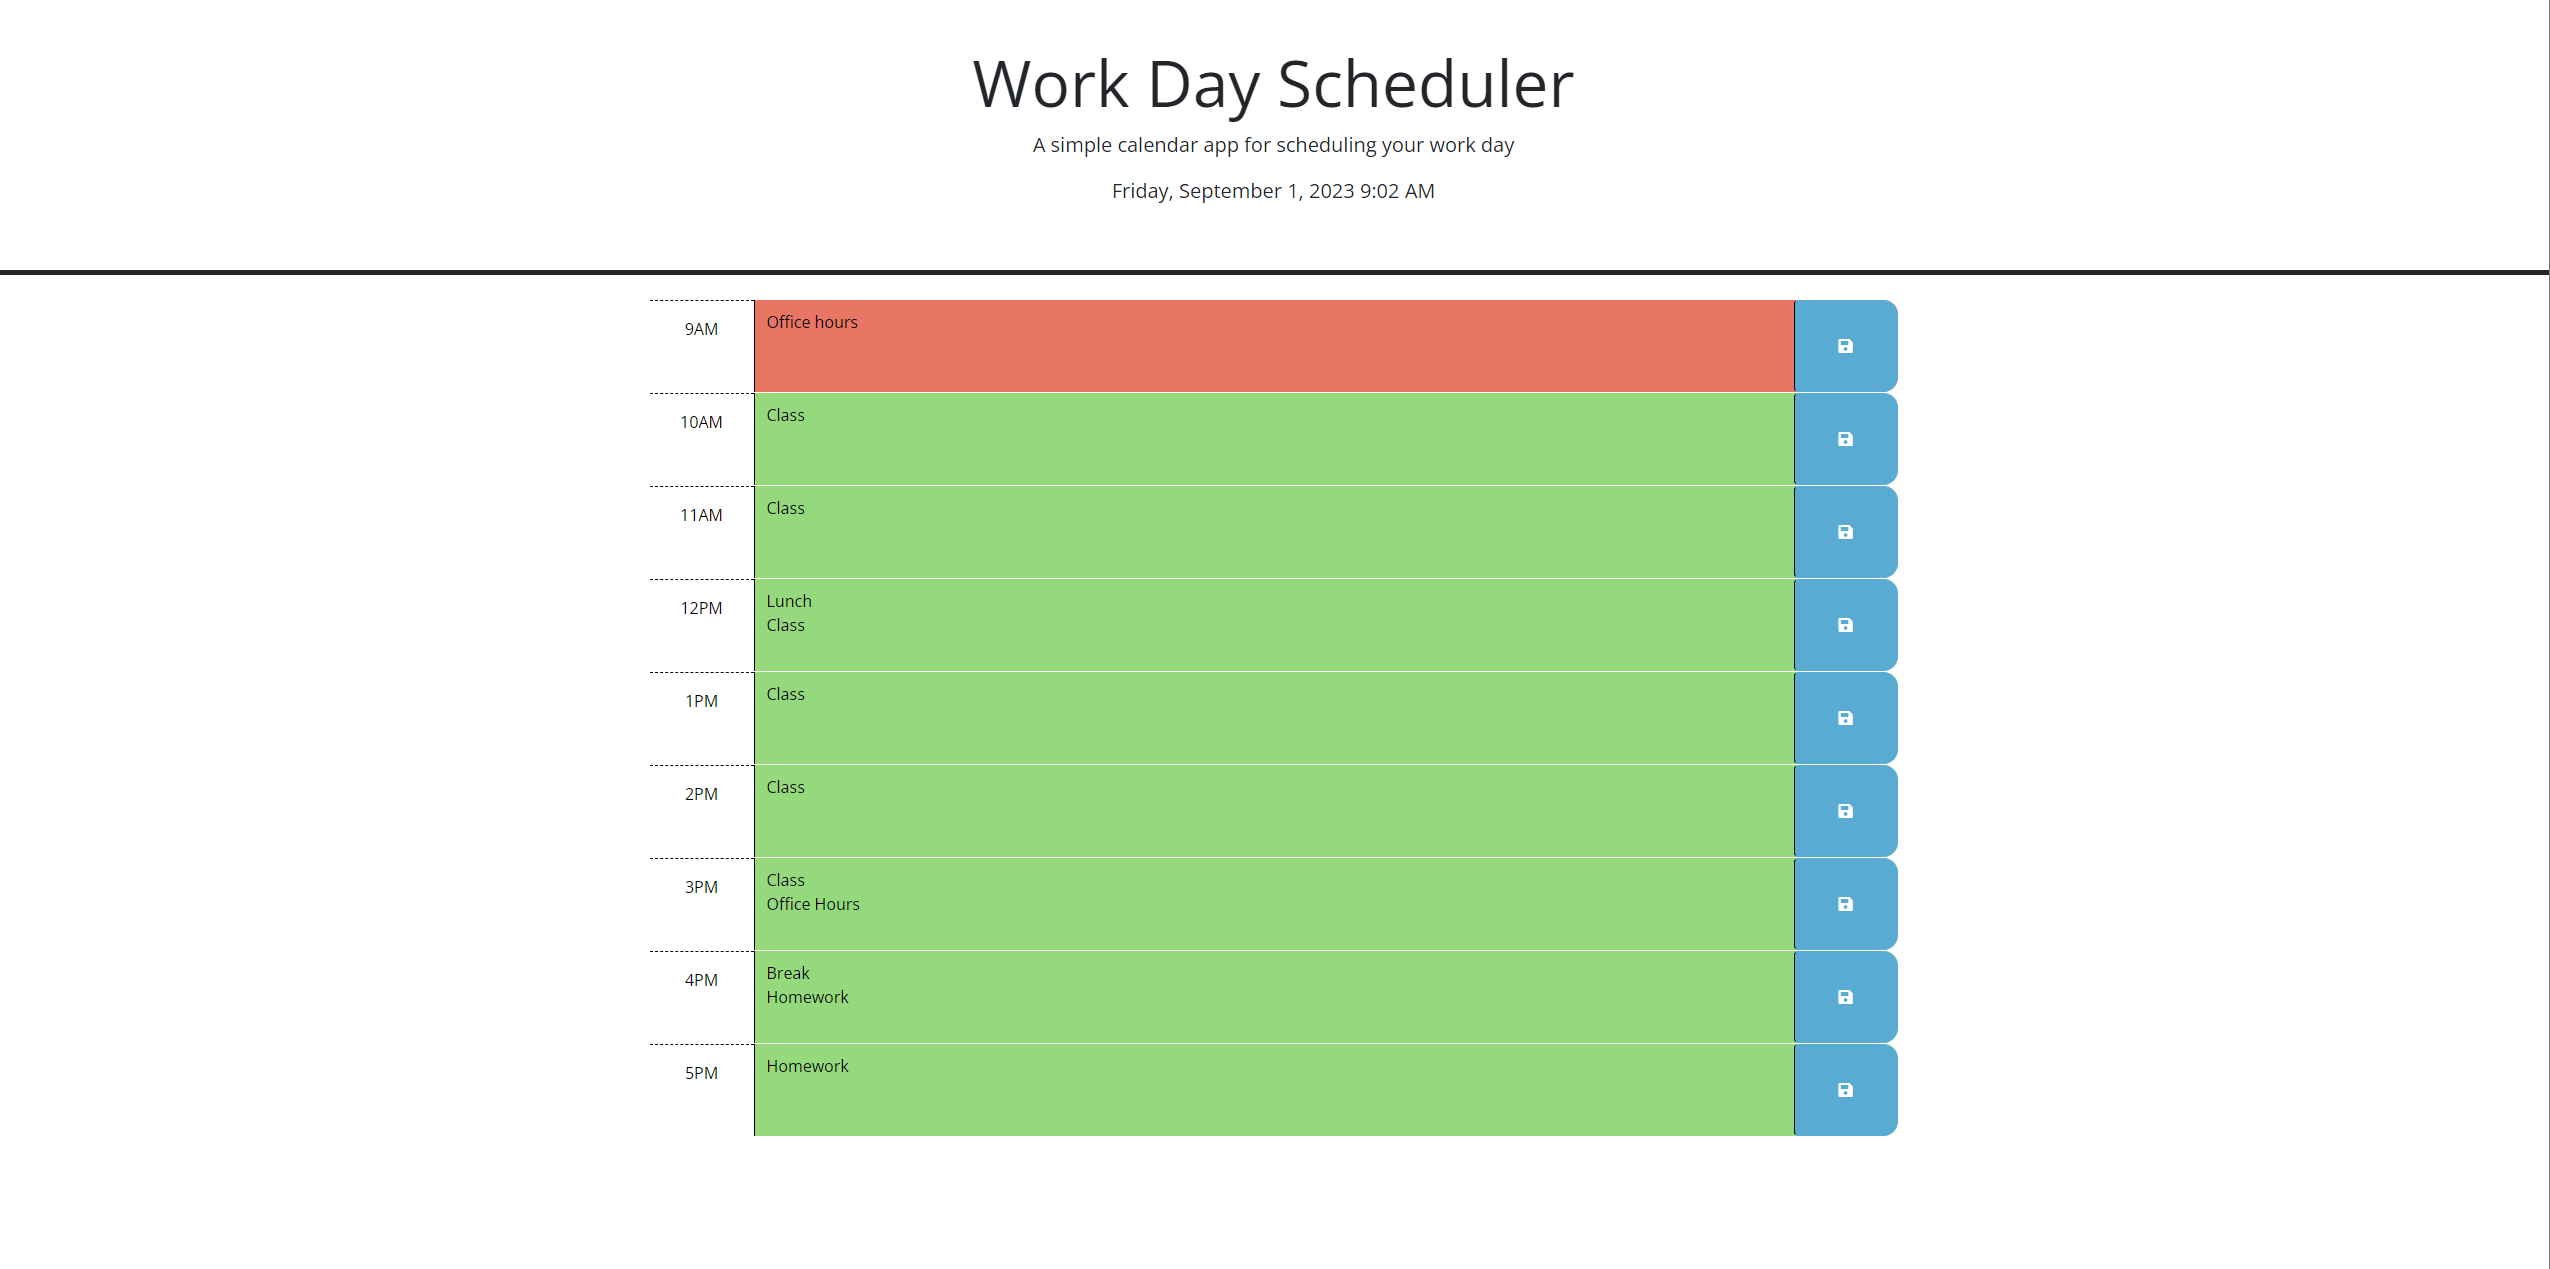 Work Day Scheduler
A simple calendar app for scheduling your work day
Friday, September 1, 2023 9:02 AM
9AM
Office hours
10AM
Class
11AM
Class
12PM
Lunch
Class
1PM
Class
2PM
Class
3PM
Class
Office Hours
4PM
Break
Homework
5PM
Homework